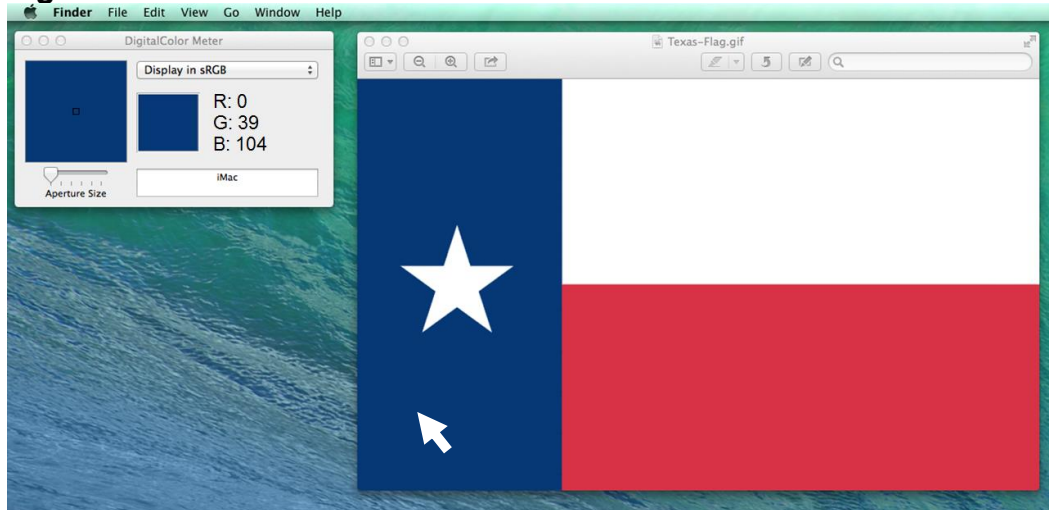 Finder File Edit View Go Window Help
DigitalColor Meter
Display in sRGB
R: 0
G: 39
B: 104
Aperture Size
iMac
Texas-Flag.gif